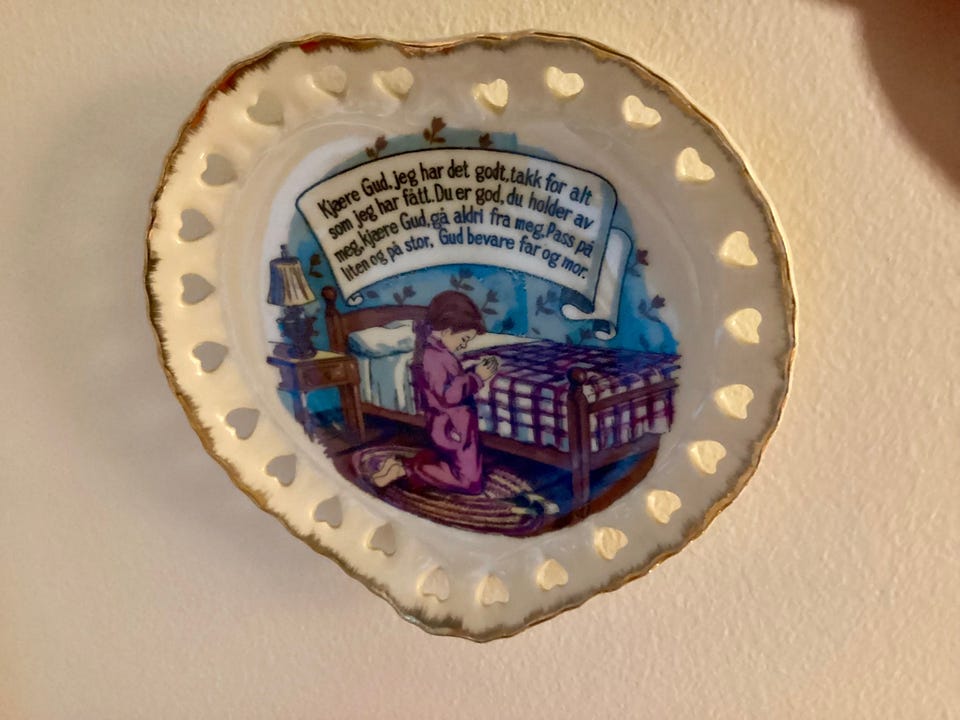 Kjære Gud, jeg har det godt, takk for alt
som jeg har fått. Du er god, du holder av
meg, kjære Gud, gå aldri fra meg. Pass på
liten og på stor, Gud bevare far og mor.